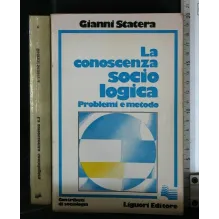 Gianni Statera
La
conoscenza
socio
logica
Problemi e metodo
Liguori Editore